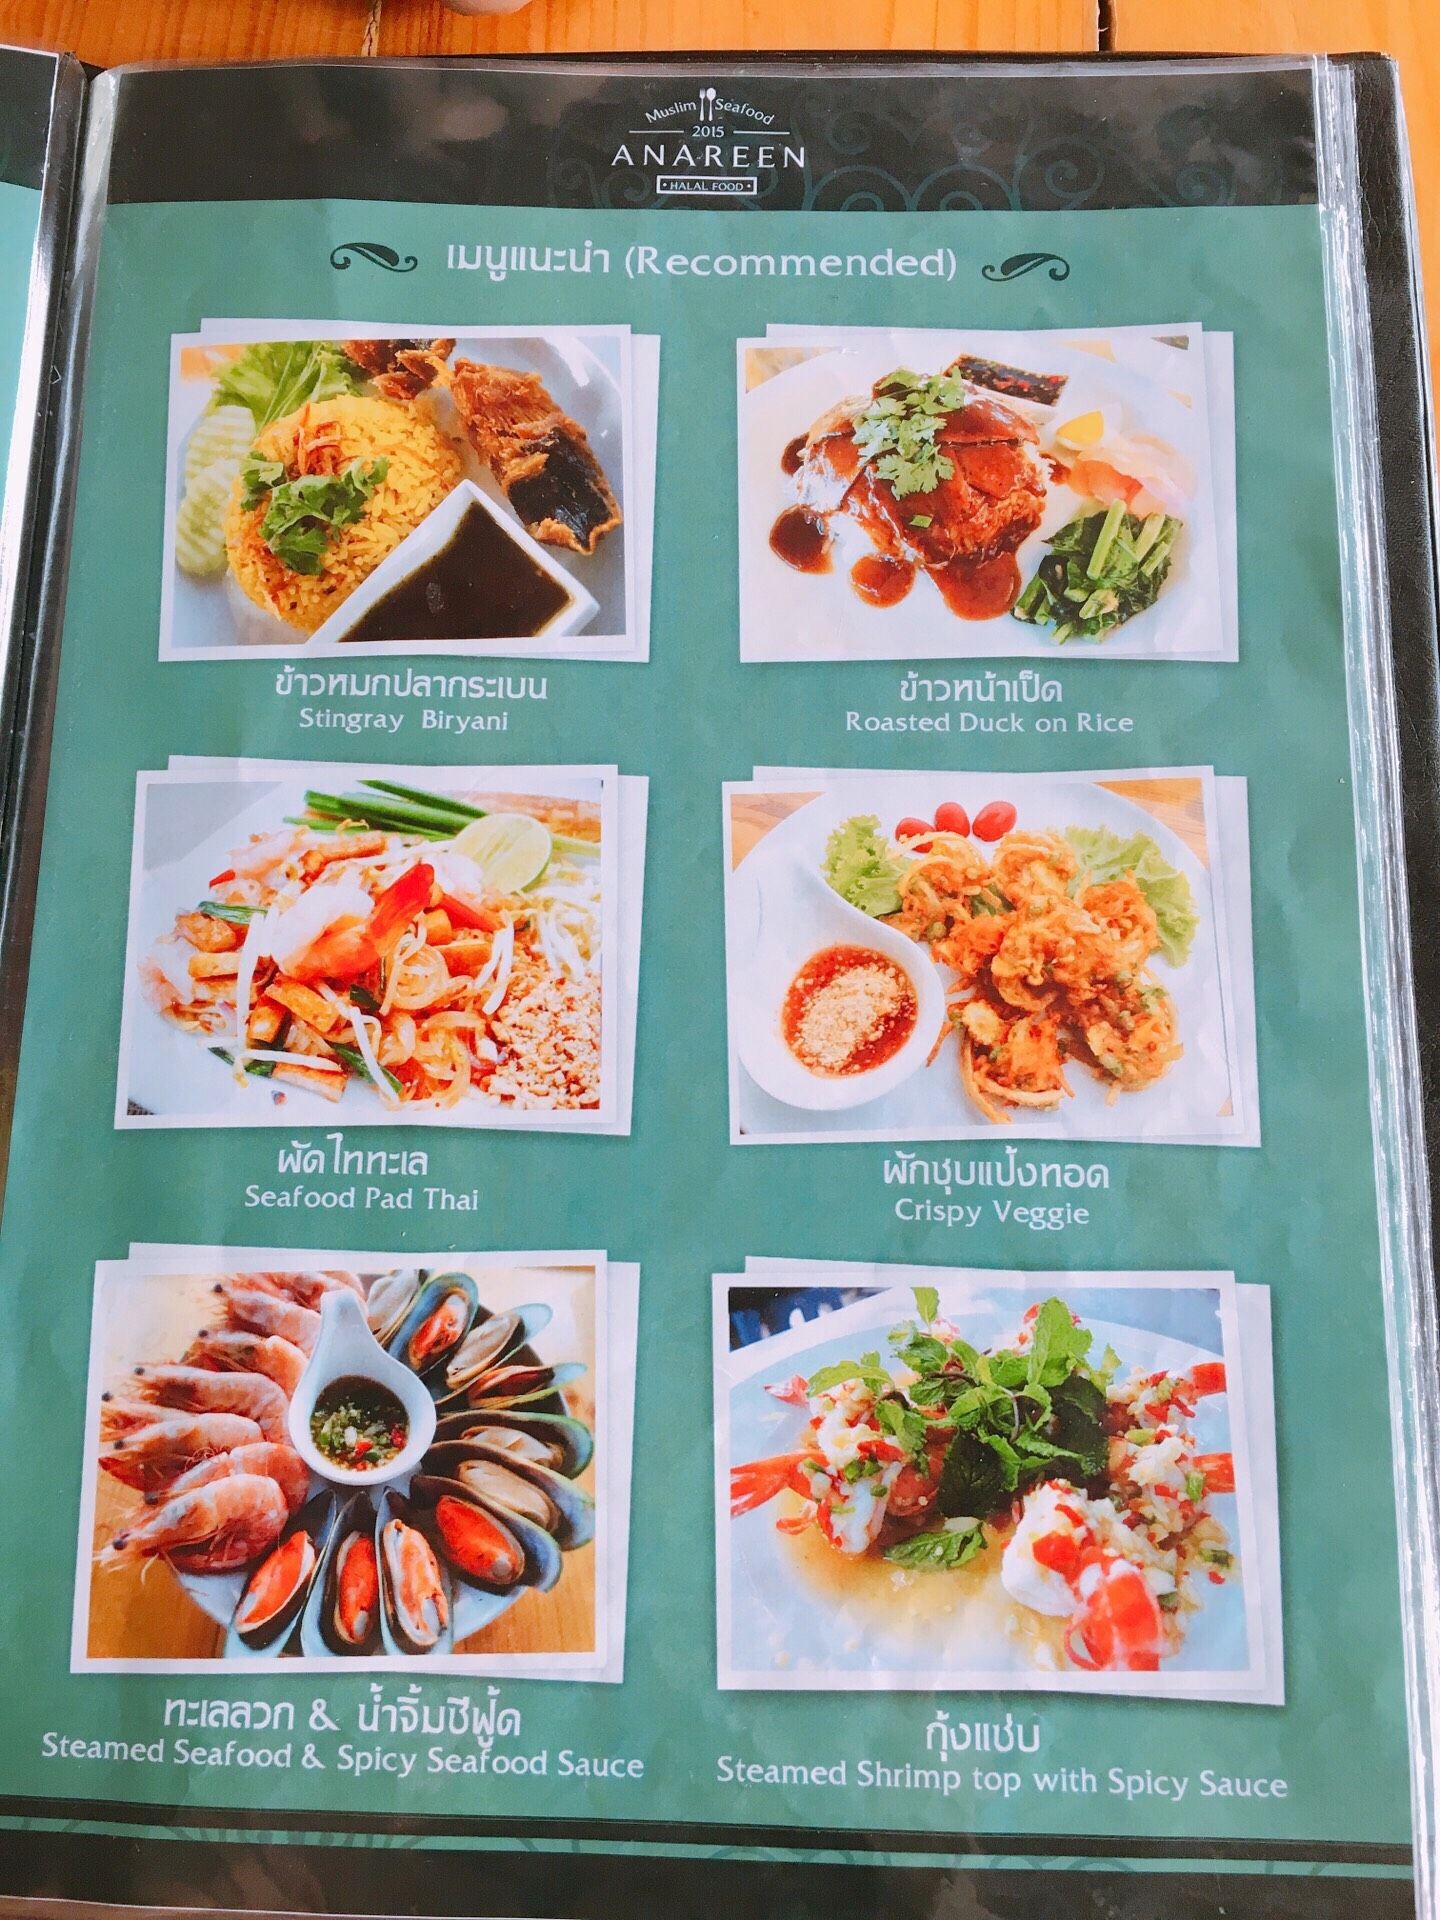 Muslim Seafood
2015
ANAREEN
• HALAL FOOD •
เมนูแนะนำ (Recommended)
ข้าวหมกปลากระเบน
Stingray Biryani
ข้าวหน้าเป็ด
Roasted Duck on Rice
ผัดไททะเล
Seafood Pad Thai
ผักชุบแป้งทอด
Crispy Veggie
ทะเลลวก & น้ำจิ้มซีฟู้ด
Steamed Seafood & Spicy Seafood Sauce
กุ้งแช่บ
Steamed Shrimp top with Spicy Sauce